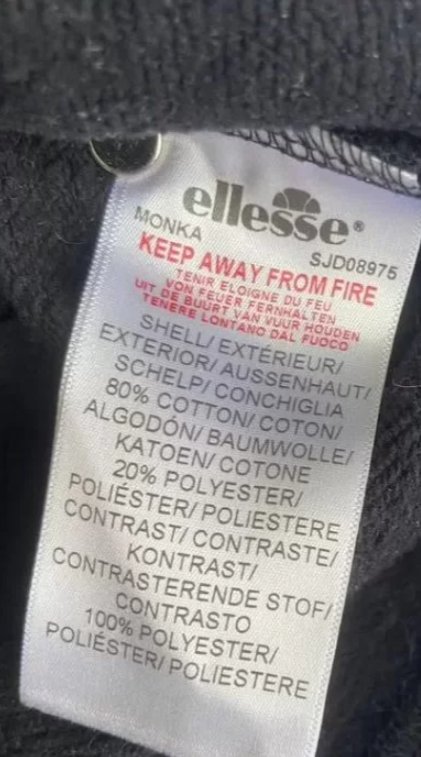 ellesse®
MONKA SJD08975
KEEP AWAY FROM FIRE
TENIR ELOIGNE DU FEU
VON FEUER FERNHALTEN
UIT DE BUURT VAN VUUR HOUDEN
TENERE LONTANO DAL FUOCO
SHELL/ EXTÉRIEUR/
EXTERIOR/ AUSSENHAUT/
SCHELP/ CONCHIGLIA
80% COTTON/ COTON/
ALGODÓN/ BAUMWOLLE/
KATOEN/ COTONE
20% POLYESTER/
POLIÉSTER/ POLIESTERE
CONTRAST/ CONTRASTE/
KONTRAST/
CONTRASTERENDE STOF/
CONTRASTO
100% POLYESTER/
POLIÉSTER/ POLIESTERE